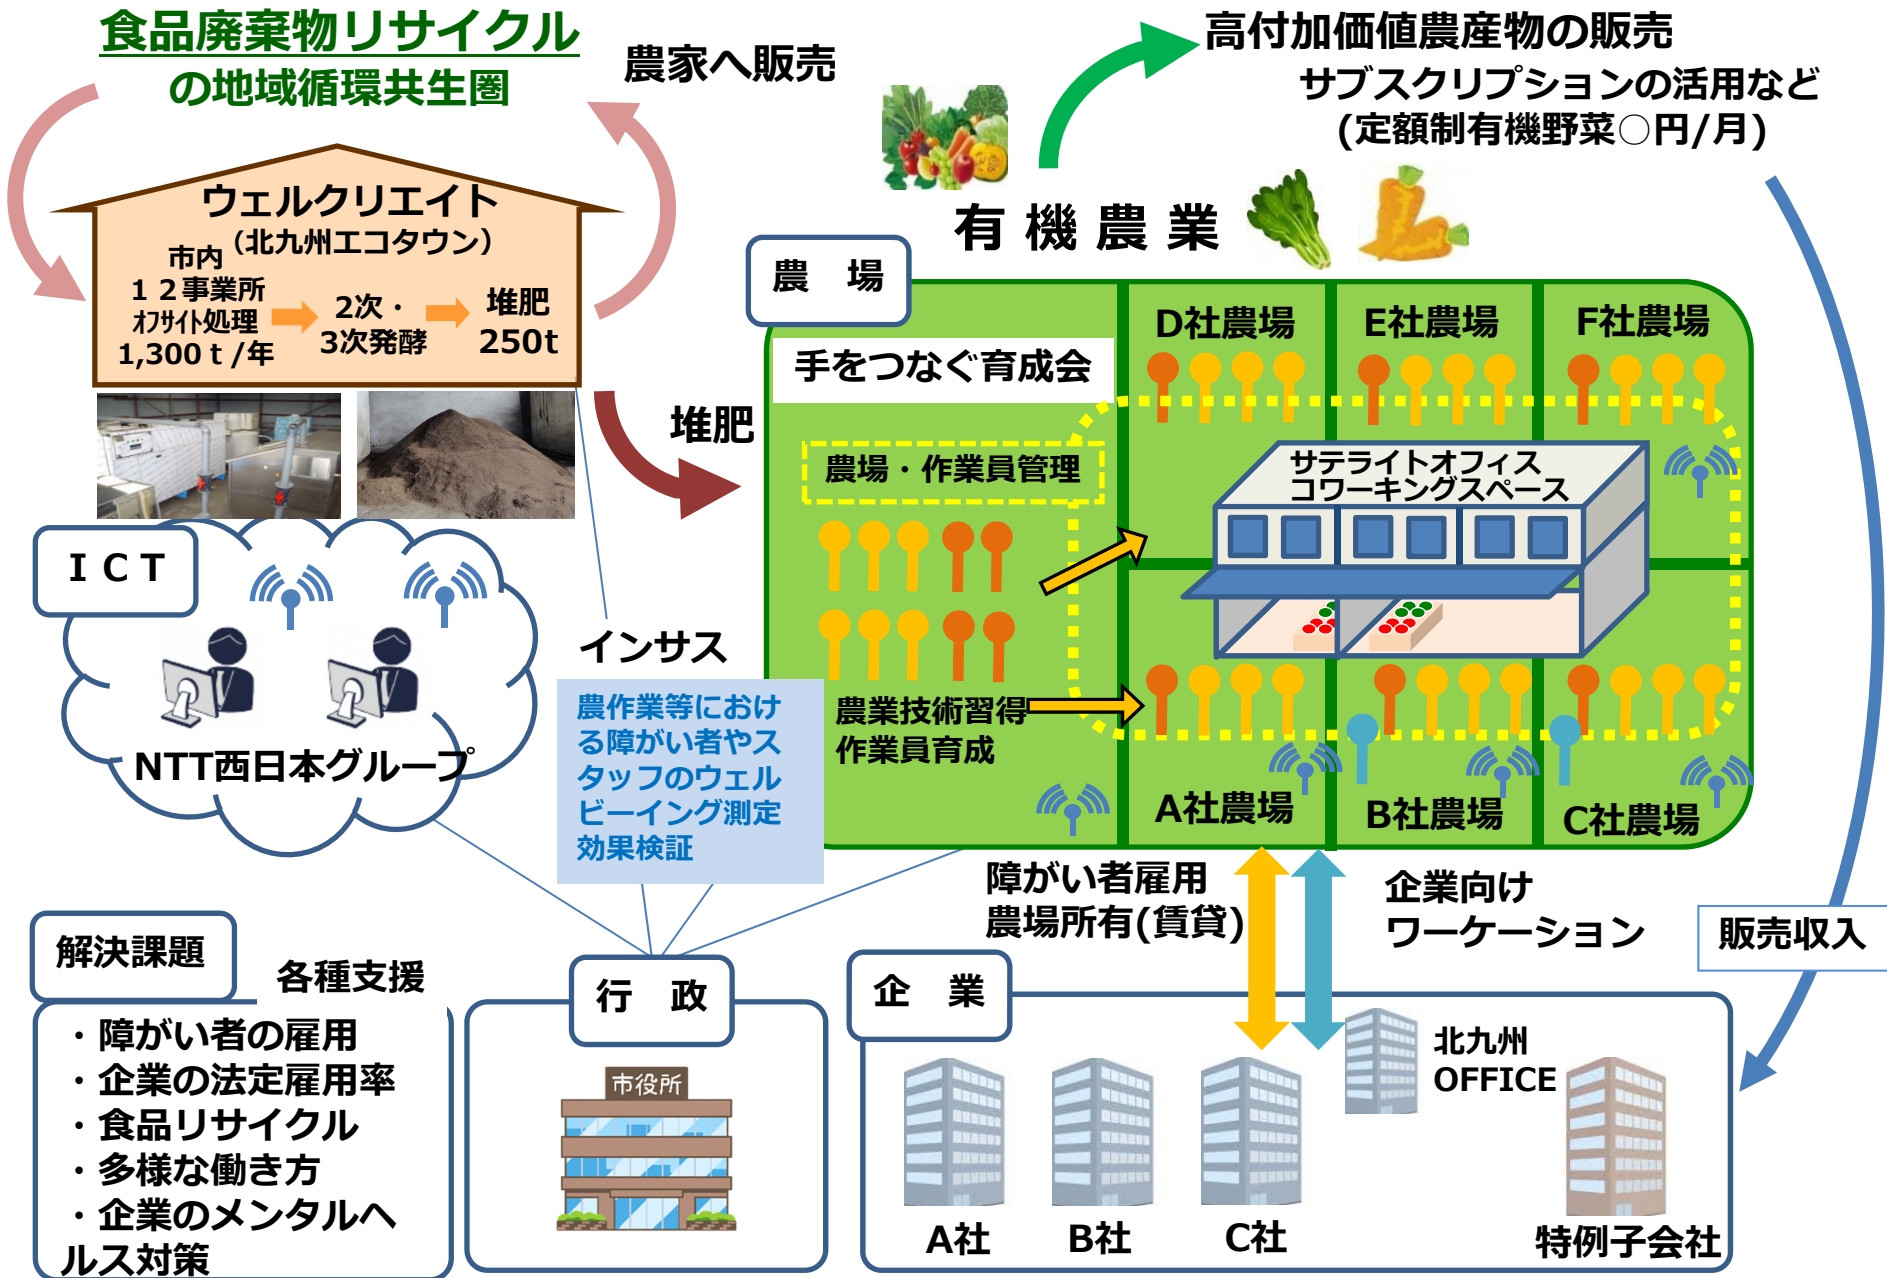 食品廃棄物リサイクル
の地域循環共生圏
農家へ販売
高付加価値農産物の販売
サブスクリプションの活用など
(定額制有機野菜○円/月)
ウェルクリエイト
（北九州エコタウン）
市内
１２事業所
ｵﾌｻｲﾄ処理
1,300ｔ/年
2次・
3次発酵
堆肥
250t
有機農業
農　場
手をつなぐ育成会
D社農場
E社農場
F社農場
堆肥
農場・作業員管理
サテライトオフィス
コワーキングスペース
農業技術習得
作業員育成
A社農場
B社農場
C社農場
ＩＣＴ
NTT西日本グループ
インサス
農作業等におけ
る障がい者やス
タッフのウェル
ビーイング測定
効果検証
障がい者雇用
農場所有(賃貸)
企業向け
ワーケーション
販売収入
解決課題
各種支援
・障がい者の雇用
・企業の法定雇用率
・食品リサイクル
・多様な働き方
・企業のメンタルヘ
ルス対策
行　政
市役所
企　業
北九州
OFFICE
A社
B社
C社
特例子会社